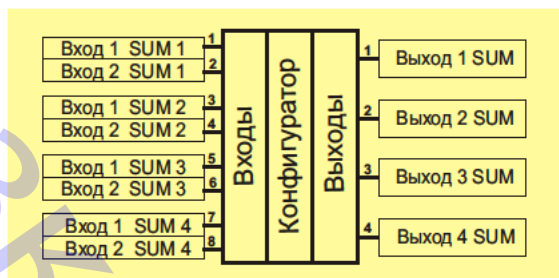 Вход 1 SUM 1
1
Вход 2 SUM 1
2
Вход 1 SUM 2
3
Вход 2 SUM 2
4
Вход 1 SUM 3
5
Вход 2 SUM 3
6
Вход 1 SUM 4
7
Вход 2 SUM 4
8
Входы
Конфигуратор
Выходы
1
Выход 1 SUM
2
Выход 2 SUM
3
Выход 3 SUM
4
Выход 4 SUM